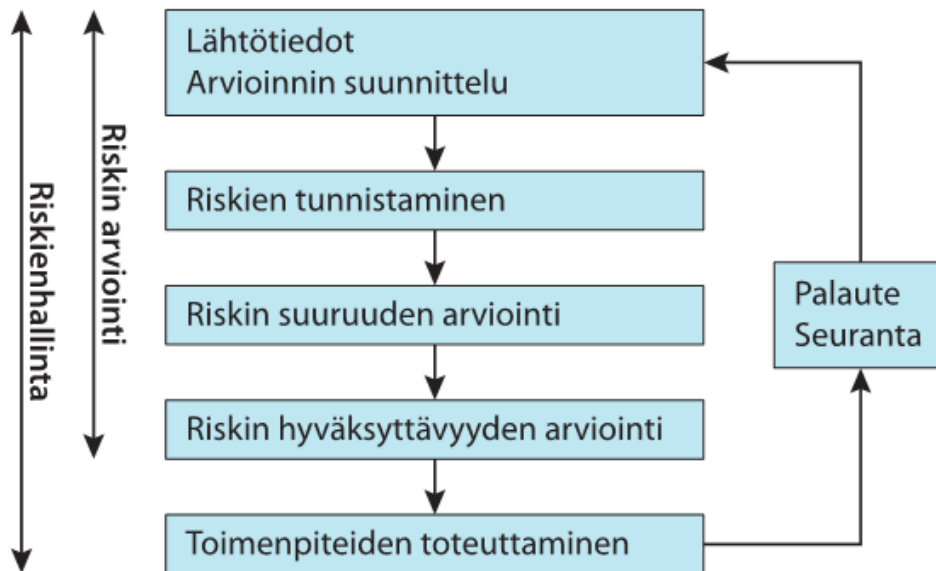 Riskienhallinta
Riskin arviointi
Lähtötiedot
Arvioinnin suunnittelu
Riskien tunnistaminen
Riskin suuruuden arviointi
Riskin hyväksyttävyyden arviointi
Toimenpiteiden toteuttaminen
Palaute
Seuranta